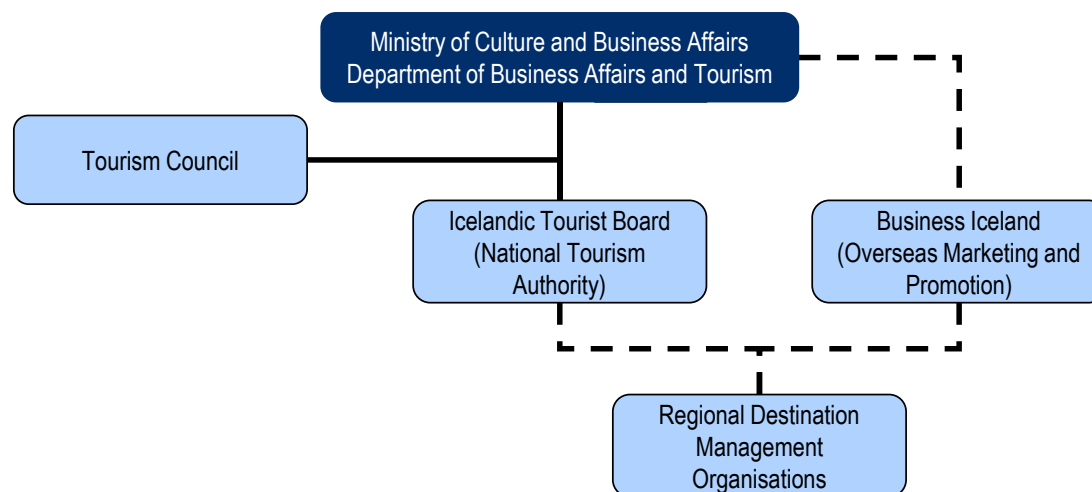 Ministry of Culture and Business Affairs
Department of Business Affairs and Tourism
Tourism Council
Icelandic Tourist Board
(National Tourism
Authority)
Business Iceland
(Overseas Marketing and
Promotion)
Regional Destination
Management
Organisations